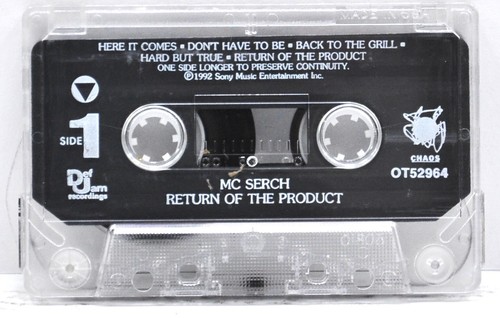 MADE IN USA
HERE IT COMES ▪ DON'T HAVE TO BE ▪ BACK TO THE GRILL ▪
HARD BUT TRUE ▪ RETURN OF THE PRODUCT
ONE SIDE LONGER TO PRESERVE CONTINUITY.
℗1992 Sony Music Entertainment Inc.
SIDE 1
Def Jam
recordings
CHAOS
OT52964
MC SERCH
RETURN OF THE PRODUCT